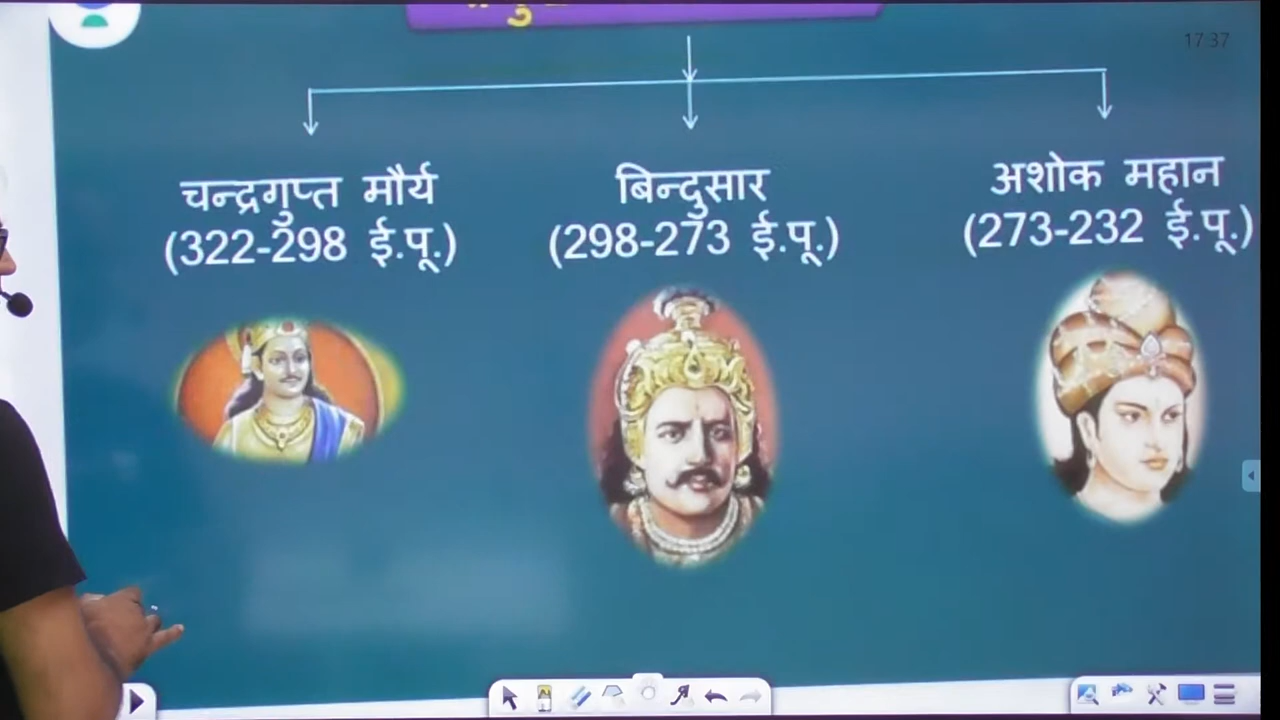 17:37
चन्द्रगुप्त मौर्य
(322-298 ई.पू.)
बिन्दुसार
(298-273 ई.पू.)
अशोक महान
(273-232 ई.पू.)